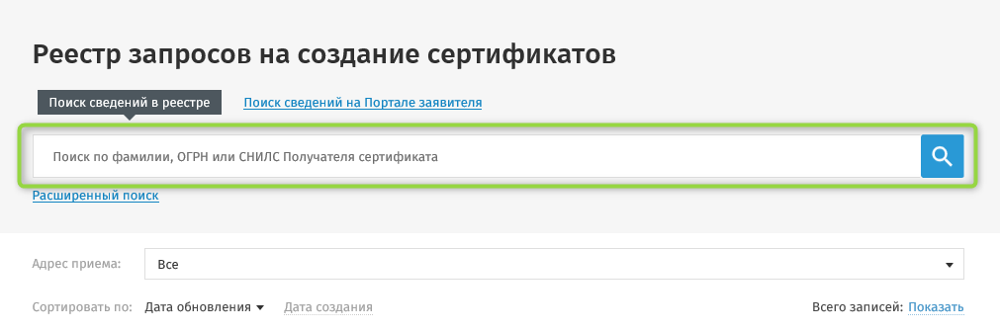 Реестр запросов на создание сертификатов
Поиск сведений в реестре Поиск сведений на Портале заявителя
Поиск по фамилии, ОГРН или СНИЛС Получателя сертификата
Расширенный поиск
Адрес приема: Все
Сортировать по: Дата обновления Дата создания Всего записей: Показать